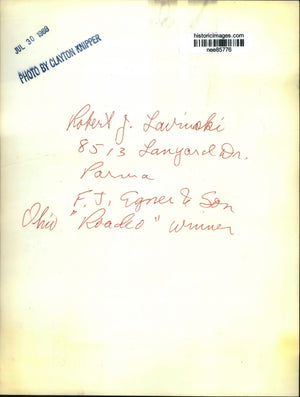 historicimages.com
nee65776
JUL 30 1968
PHOTO BY CLAYTON KNIPPER
Robert J. Lavinski
8513 Lanyard Dr.
Parma
F. J. Egner & Son
Ohio "Roadeo" winner